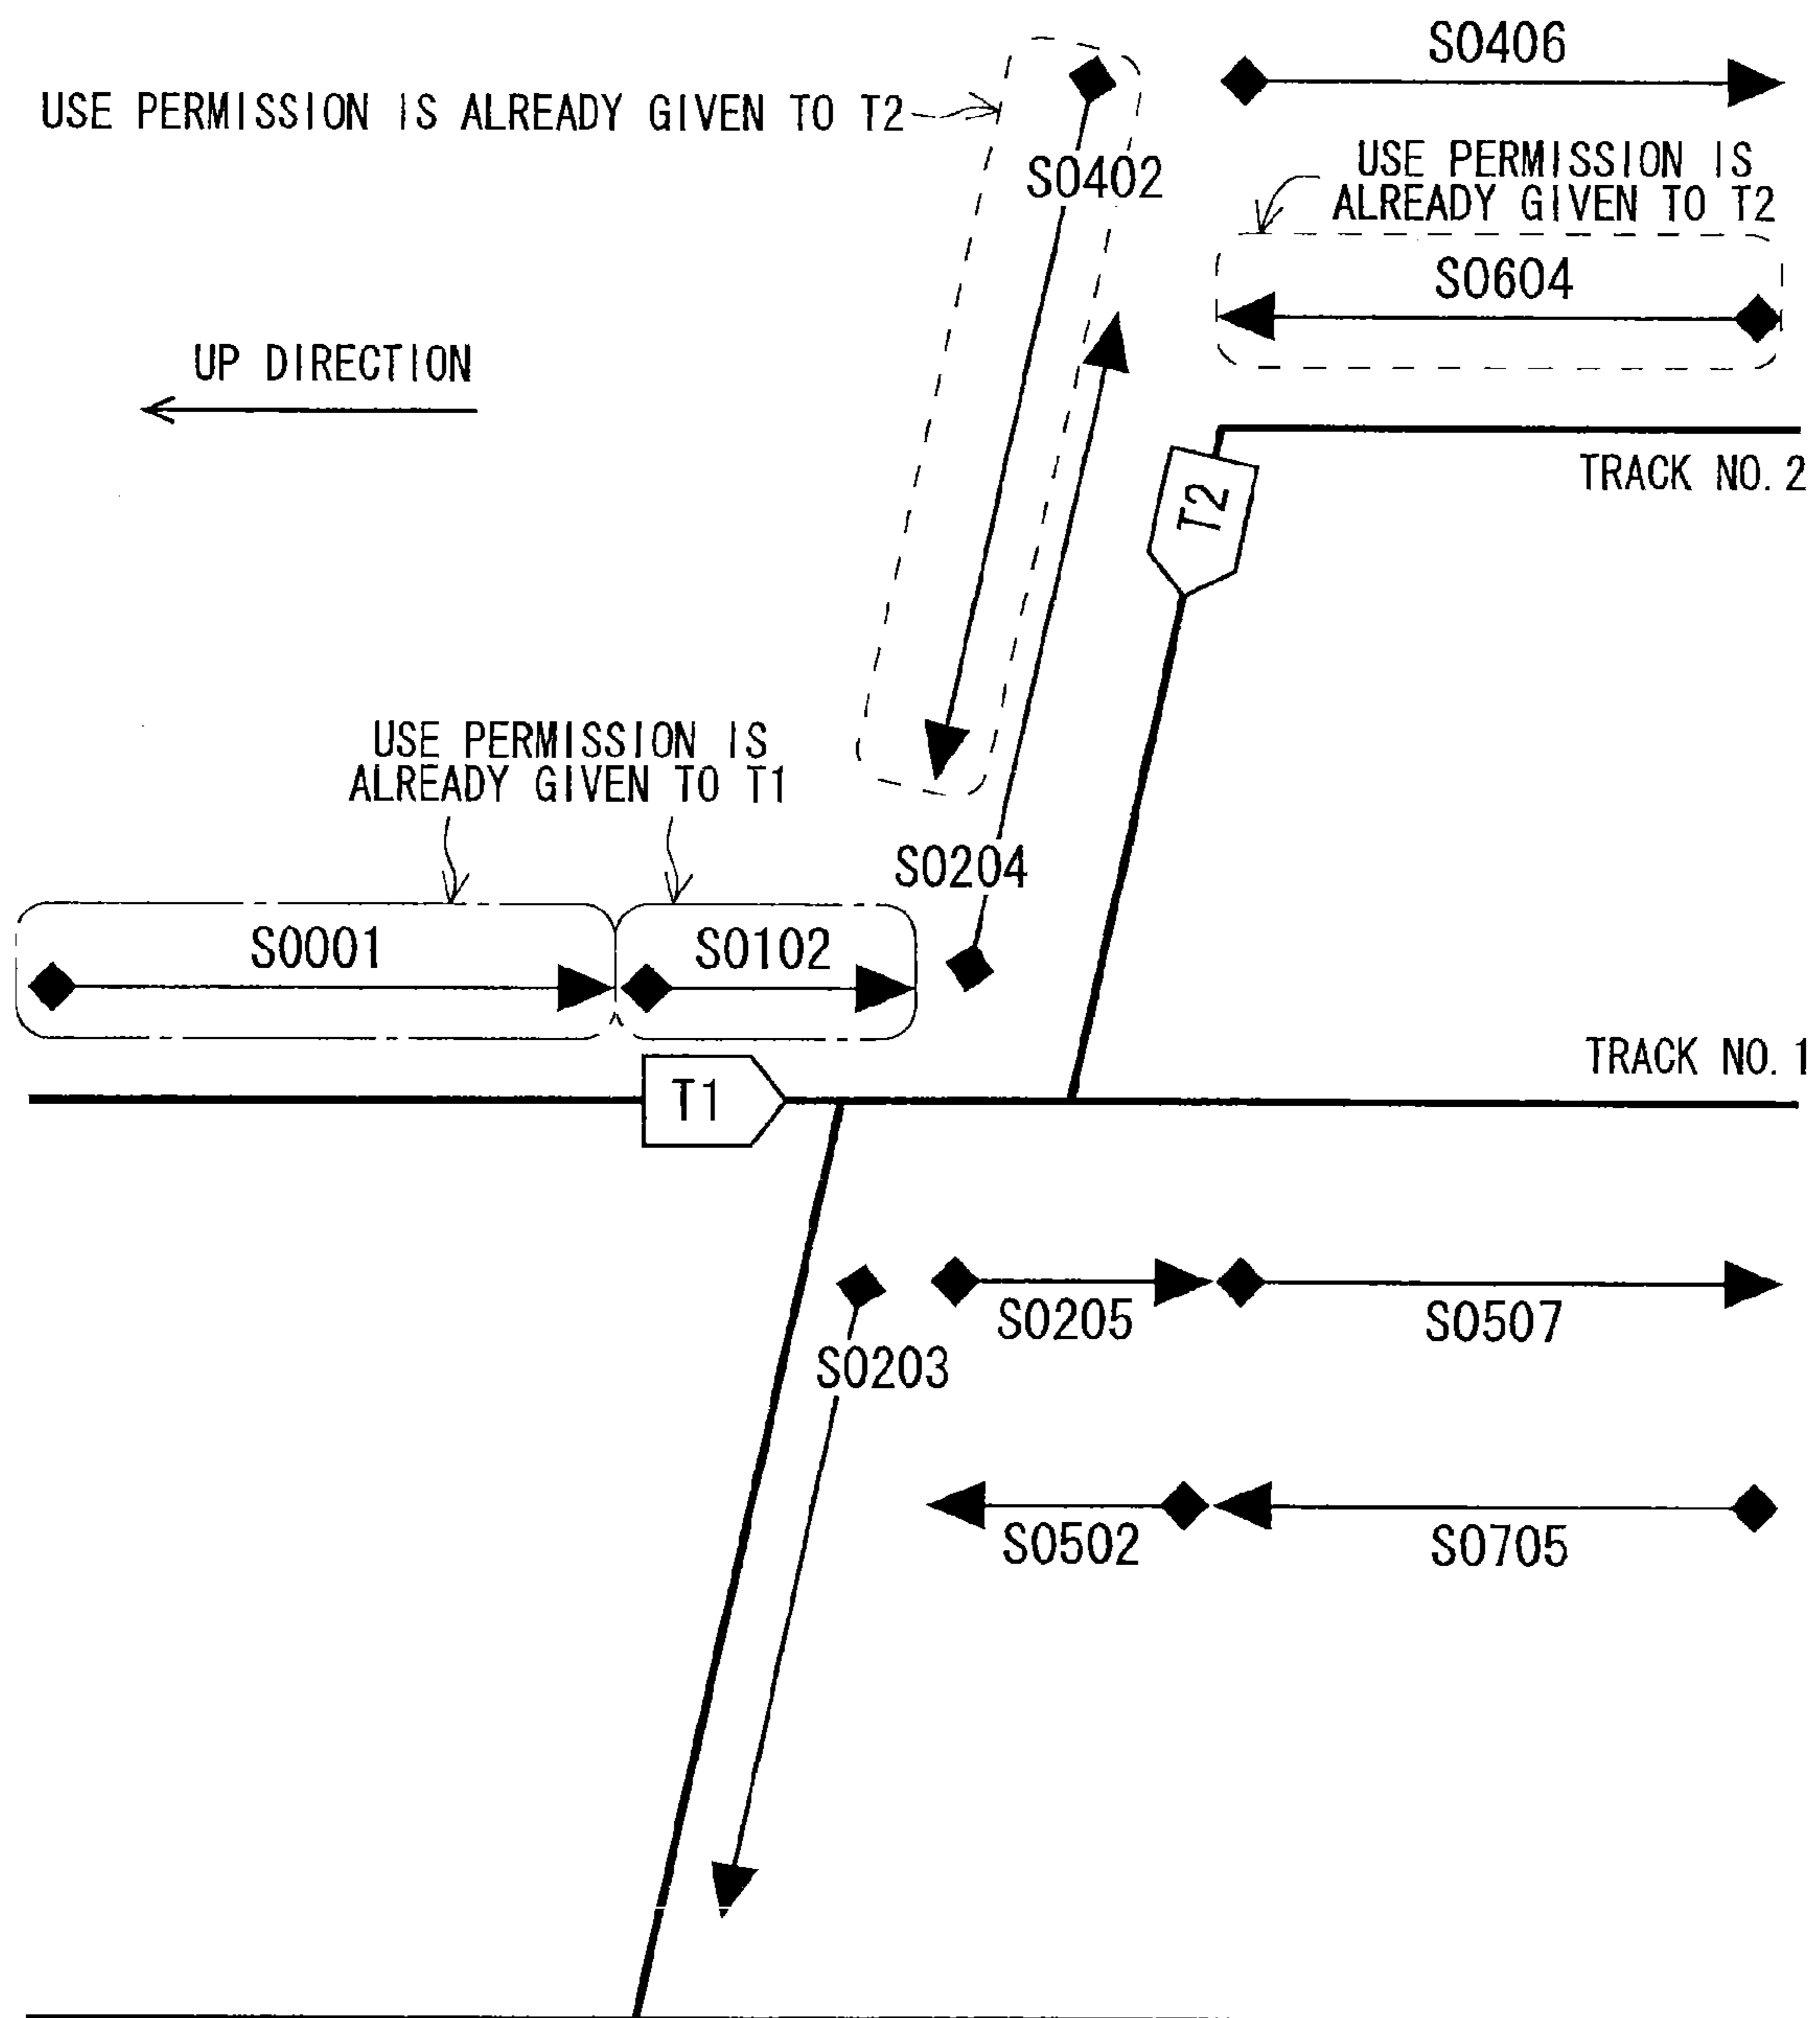 S0406
USE PERMISSION IS ALREADY GIVEN TO T2
S0402
USE PERMISSION IS
ALREADY GIVEN TO T2
S0604
UP DIRECTION
TRACK NO. 2
T2
USE PERMISSION IS
ALREADY GIVEN TO T1
S0204
S0001
S0102
TRACK NO. 1
T1
S0205
S0507
S0203
S0502
S0705